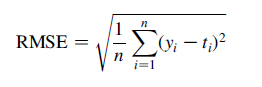 RMSE = √(1/n ∑_{i=1}^{n} (y_i − t_i)²)